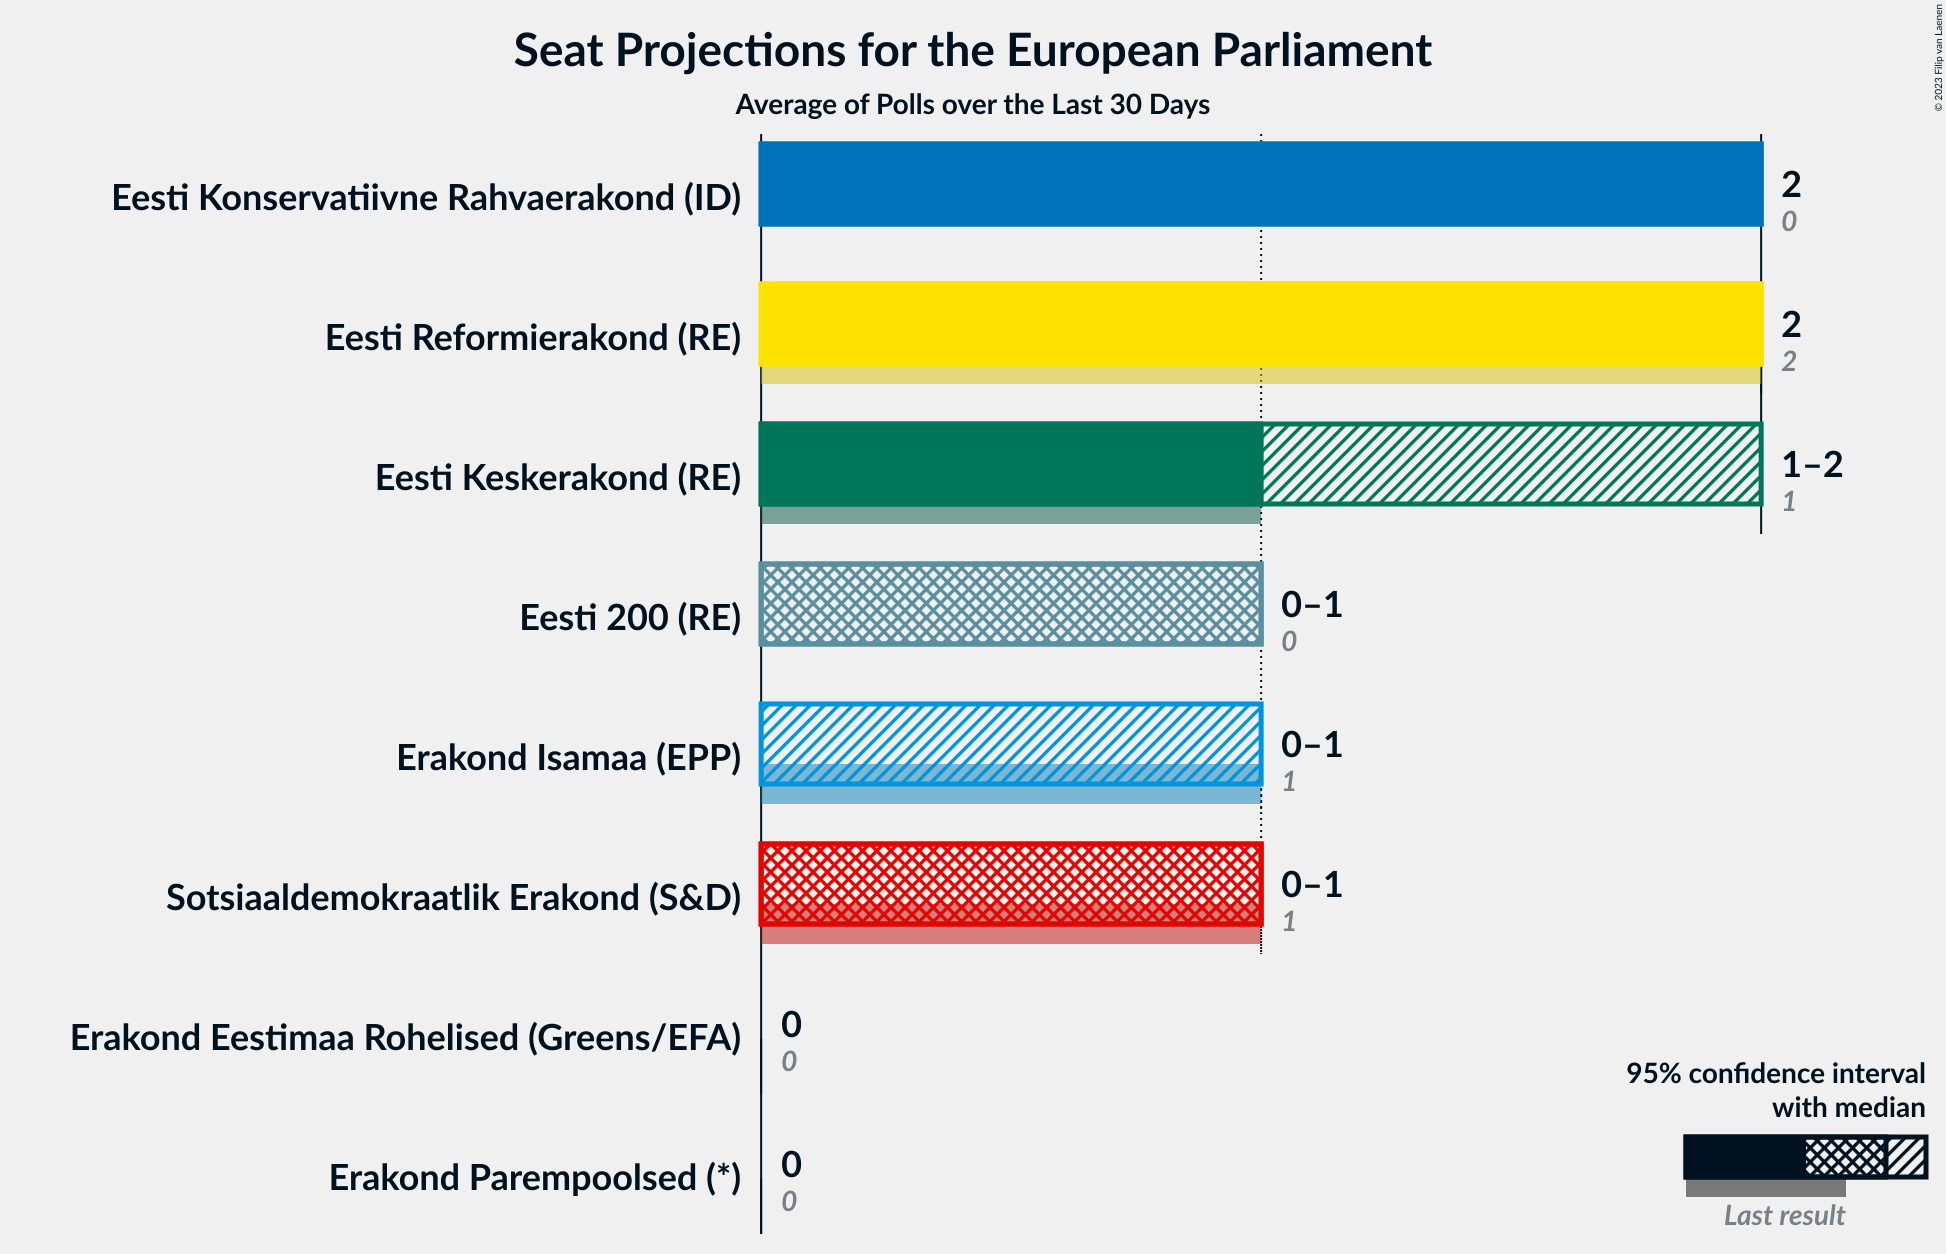 Seat Projections for the European Parliament
Average of Polls over the Last 30 Days
© 2023 Filip van Laenen
Eesti Konservatiivne Rahvaerakond (ID)
2
0
Eesti Reformierakond (RE)
2
2
Eesti Keskerakond (RE)
1–2
1
Eesti 200 (RE)
0–1
0
Erakond Isamaa (EPP)
0–1
1
Sotsiaaldemokraatlik Erakond (S&D)
0–1
1
Erakond Eestimaa Rohelised (Greens/EFA)
0
0
Erakond Parempoolsed (*)
0
0
95% confidence interval
with median
Last result